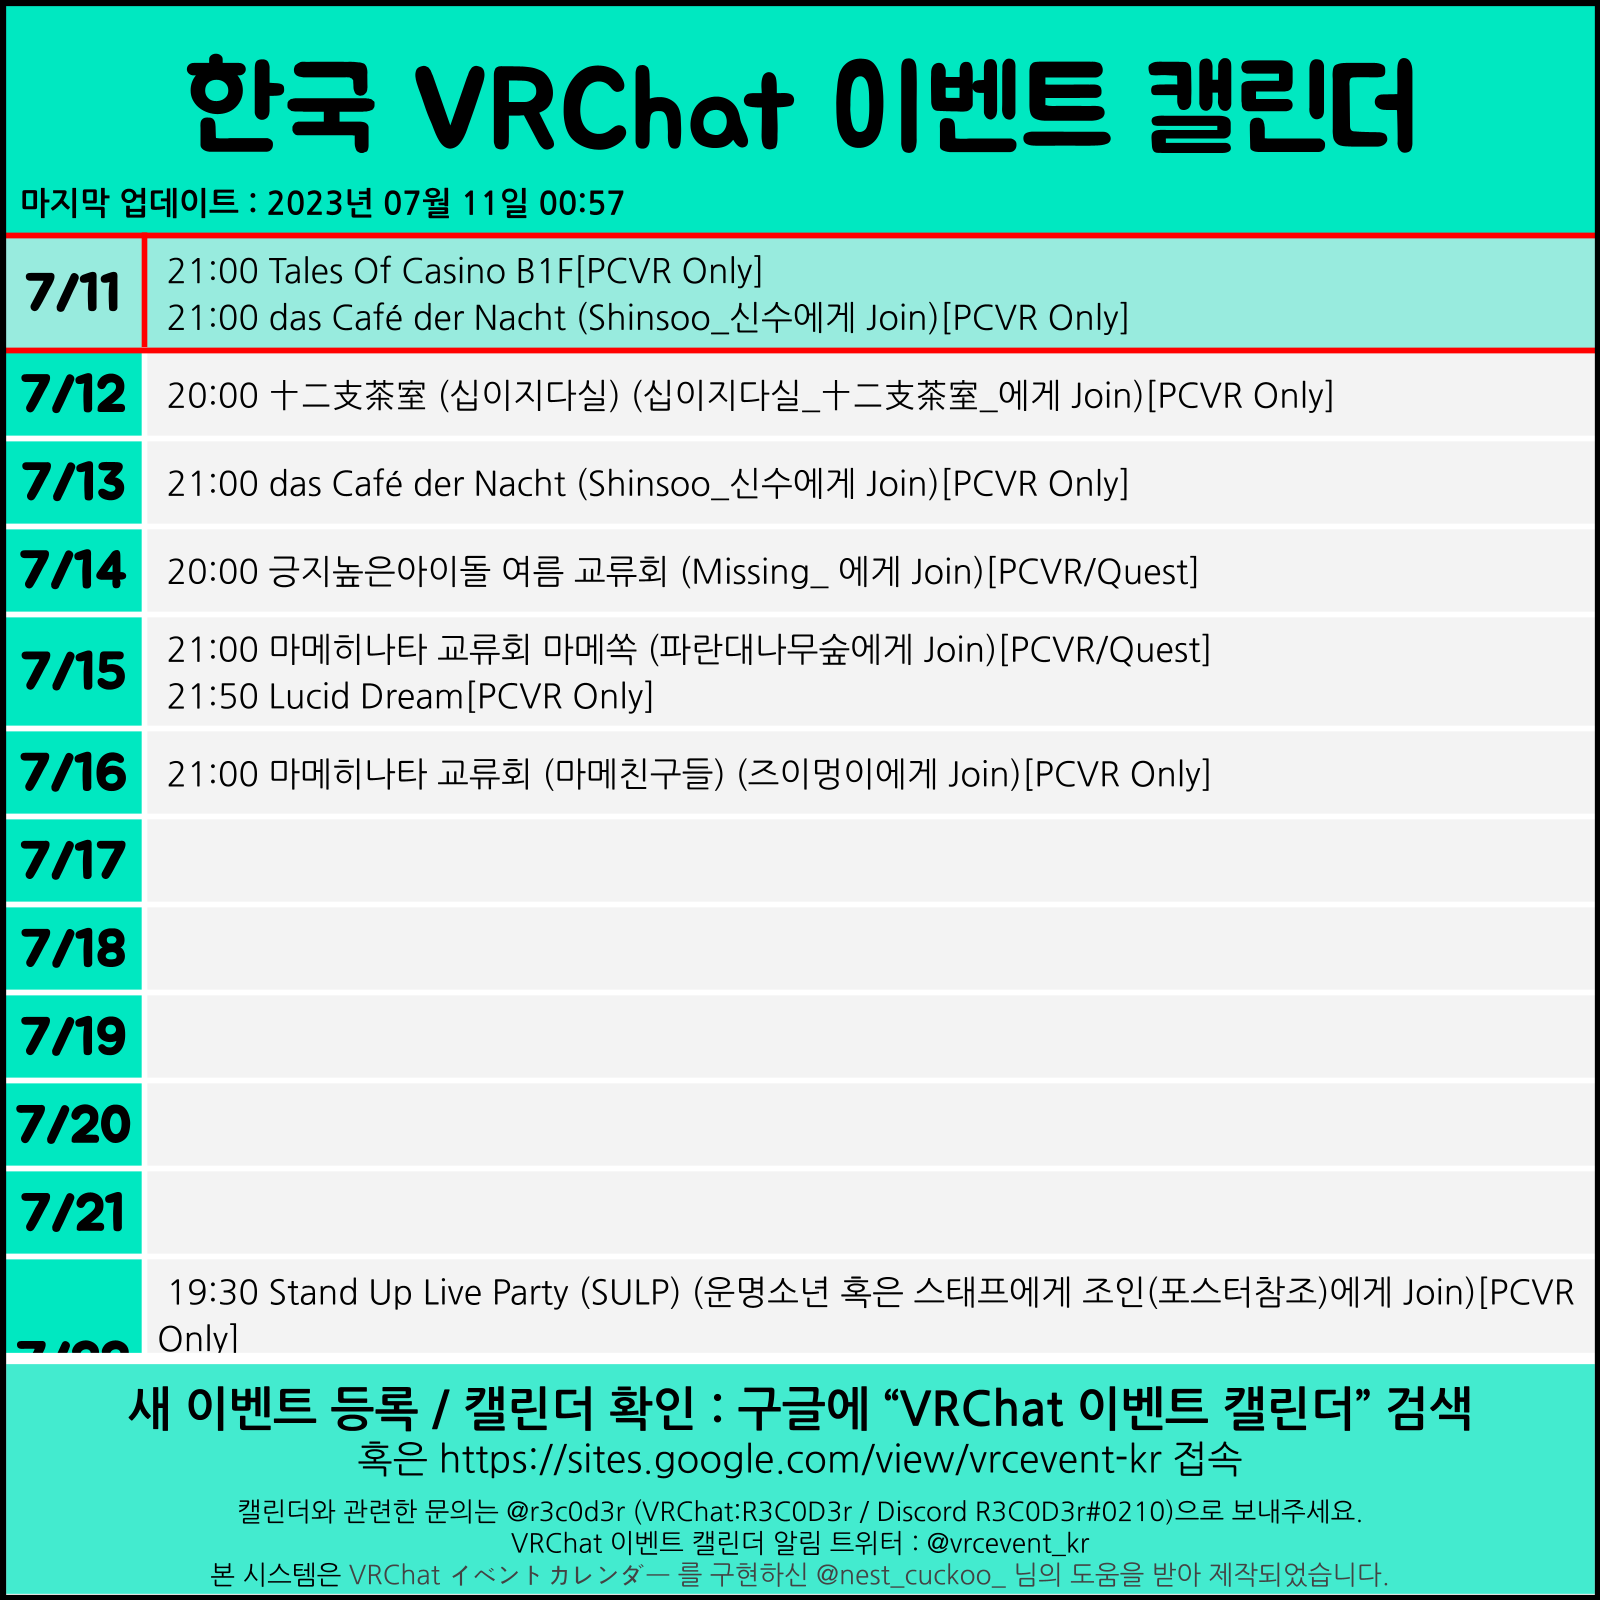 한국 VRChat 이벤트 캘린더
마지막 업데이트 : 2023년 07월 11일 00:57
7/11
21:00 Tales Of Casino B1F[PCVR Only]
21:00 das Café der Nacht (Shinsoo_신수에게 Join)[PCVR Only]
7/12
20:00 十二支茶室 (십이지다실) (십이지다실_十二支茶室_에게 Join)[PCVR Only]
7/13
21:00 das Café der Nacht (Shinsoo_신수에게 Join)[PCVR Only]
7/14
20:00 긍지높은아이돌 여름 교류회 (Missing_ 에게 Join)[PCVR/Quest]
7/15
21:00 마메히나타 교류회 마메쏙 (파란대나무숲에게 Join)[PCVR/Quest]
21:50 Lucid Dream[PCVR Only]
7/16
21:00 마메히나타 교류회 (마메친구들) (즈이멍이에게 Join)[PCVR Only]
7/17
7/18
7/19
7/20
7/21
19:30 Stand Up Live Party (SULP) (운명소년 혹은 스태프에게 조인(포스터참조)에게 Join)[PCVR
Only]
새 이벤트 등록 / 캘린더 확인 : 구글에 “VRChat 이벤트 캘린더” 검색
혹은 https://sites.google.com/view/vrcevent-kr 접속
캘린더와 관련한 문의는 @r3c0d3r (VRChat:R3C0D3r / Discord R3C0D3r#0210)으로 보내주세요.
VRChat 이벤트 캘린더 알림 트위터 : @vrcevent_kr
본 시스템은 VRChat イベントカレンダー 를 구현하신 @nest_cuckoo_ 님의 도움을 받아 제작되었습니다.